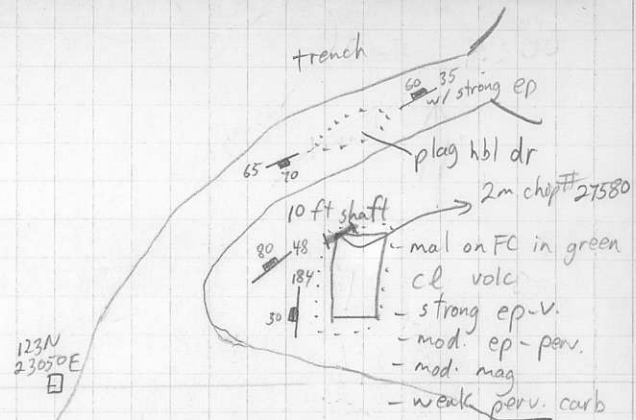 trench
60 35
w/ strong ep
65
70
plag hbl dr
2m chip # 27580
10 ft shaft
80 48
184
30
- mal on FC in green
cl volc
- strong ep-v.
- mod. ep-perv.
- mod. mag
- weak perv. carb
123N
23050E